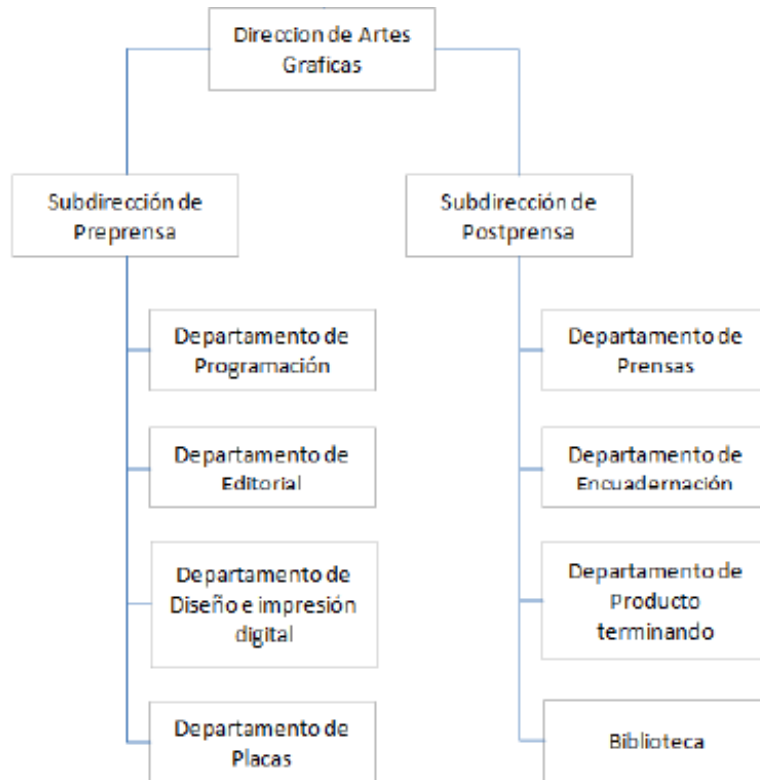 Direccion de Artes
Graficas
Subdirección de
Preprensa
Subdirección de
Postprensa
Departamento de
Programación
Departamento de
Editorial
Departamento de
Diseño e impresión
digital
Departamento de
Placas
Departamento de
Prensas
Departamento de
Encuadernación
Departamento de
Producto
terminando
Biblioteca